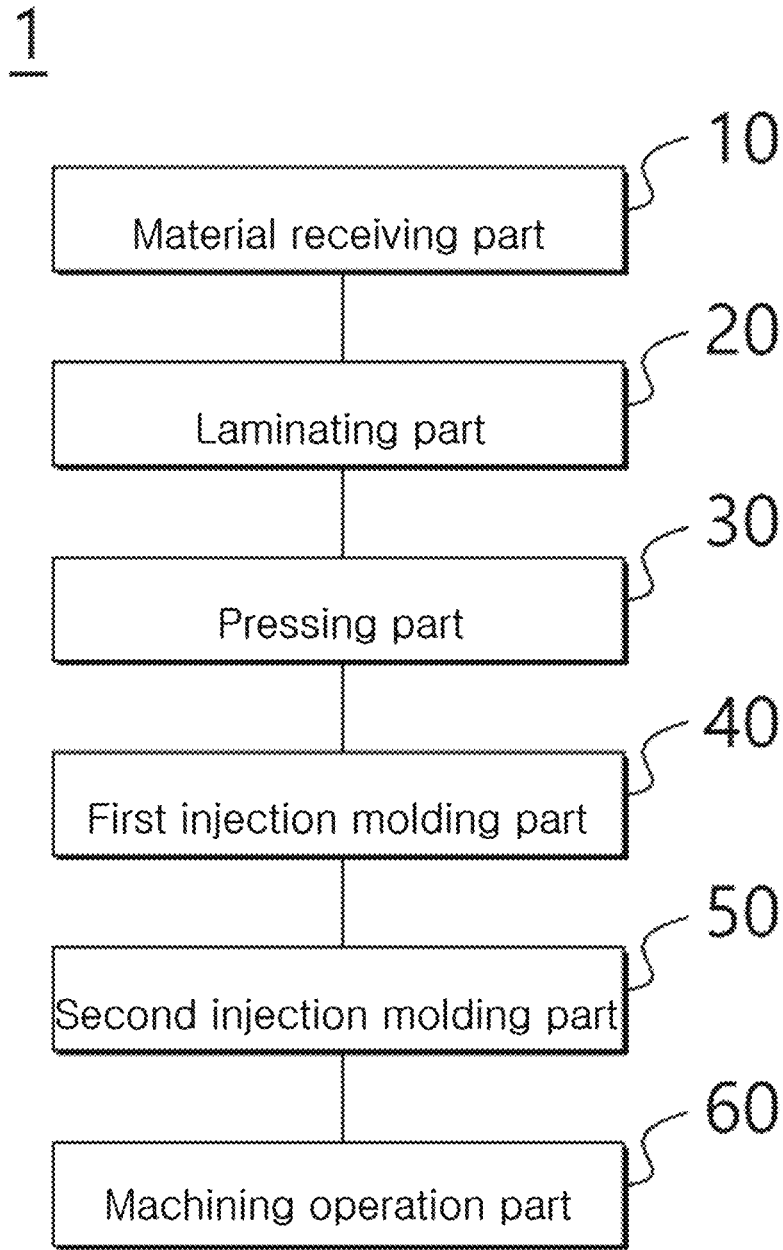 1
10
Material receiving part
20
Laminating part
30
Pressing part
40
First injection molding part
50
Second injection molding part
60
Machining operation part